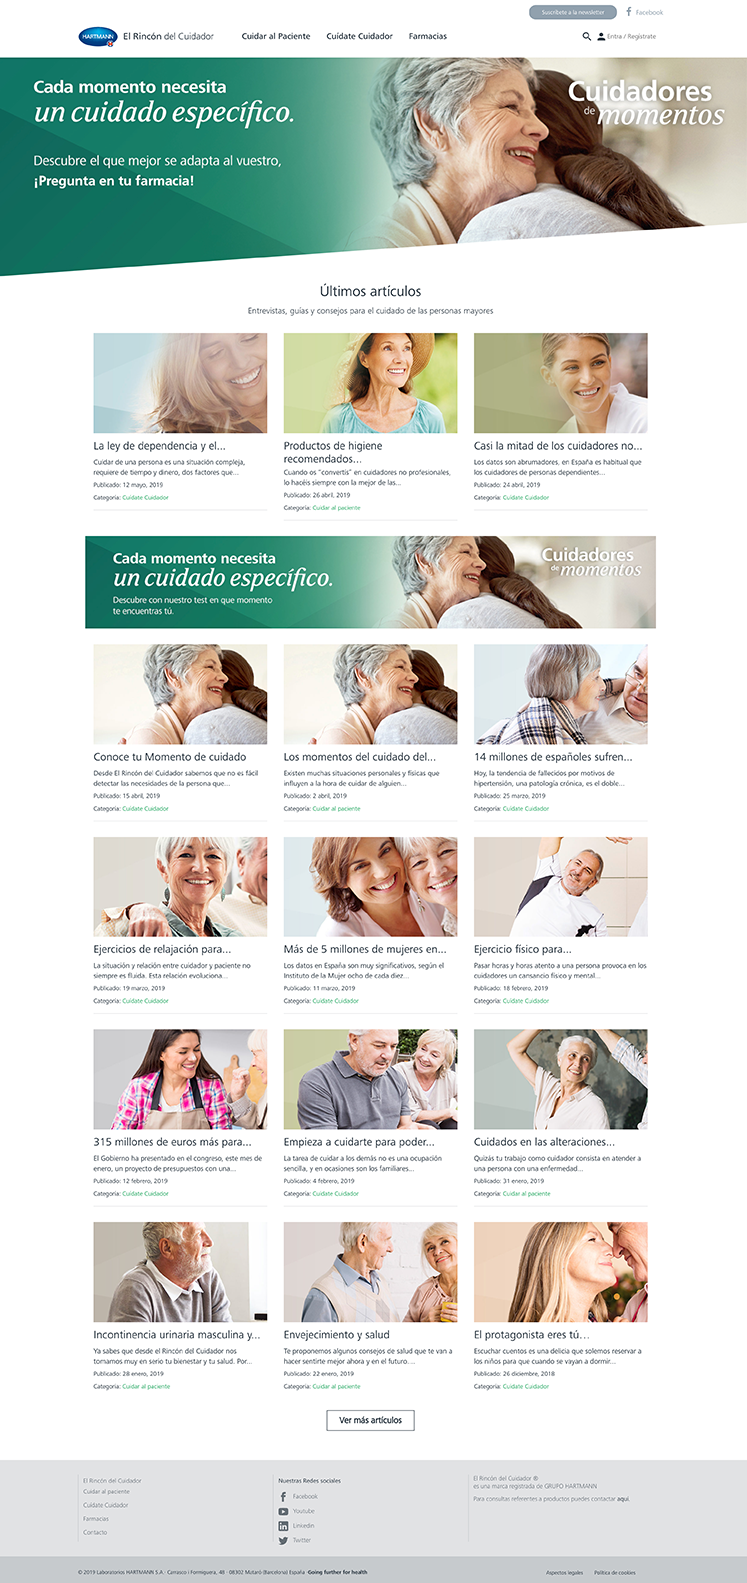 Suscríbete a la newsletter
Facebook
HARTMANN
El Rincón del Cuidador
Cuidar al Paciente
Cuídate Cuidador
Farmacias
Entra / Regístrate
Cada momento necesita
un cuidado específico.
Cuidadores
de momentos
Descubre el que mejor se adapta al vuestro,
¡Pregunta en tu farmacia!
Últimos artículos
Entrevistas, guías y consejos para el cuidado de las personas mayores
La ley de dependencia y el...
Cuidar de una persona es una situación compleja,
requiere de tiempo y dinero, dos factores que...
Publicado: 12 mayo, 2019
Categoría: Cuídate Cuidador
Productos de higiene
recomendados...
Cuando os "convertís" en cuidadores no profesionales,
lo hacéis siempre con la mejor de las...
Publicado: 26 abril, 2019
Categoría: Cuidar al paciente
Casi la mitad de los cuidadores no...
Los datos son abrumadores. en España es habitual que
los cuidadores de personas dependientes...
Publicado: 24 abril, 2019
Categoría: Cuídate Cuidador
Cada momento necesita
un cuidado específico.
Descubre con nuestro test en que momento
te encuentras tú.
Cuidadores
de momentos
Conoce tu Momento de cuidado
Desde El Rincón del Cuidador sabemos que no es fácil
detectar las necesidades de la persona que...
Publicado: 15 abril, 2019
Categoría: Cuídate Cuidador
Los momentos del cuidado del...
Existen muchas situaciones personales y físicas que
influyen a la hora de cuidar de alguien...
Publicado: 2 abril, 2019
Categoría: Cuidar al paciente
14 millones de españoles sufren...
Hoy, la tendencia de fallecidos por motivos de
hipertensión, una patología crónica, es el doble...
Publicado: 25 marzo, 2019
Categoría: Cuídate Cuidador
Ejercicios de relajación para...
La situación y relación entre cuidador y paciente no
siempre es fluida. Esta relación evoluciona...
Publicado: 19 marzo, 2019
Categoría: Cuídate Cuidador
Más de 5 millones de mujeres en...
Los datos en España son muy significativos, según el
Instituto de la Mujer ocho de cada diez...
Publicado: 11 marzo, 2019
Categoría: Cuídate Cuidador
Ejercicio físico para...
Pasar horas y horas atento a una persona provoca en los
cuidadores un cansancio físico y mental...
Publicado: 18 febrero, 2019
Categoría: Cuídate Cuidador
315 millones de euros más para...
El Gobierno ha presentado en el congreso, este mes de
enero, un proyecto de presupuestos con una...
Publicado: 12 febrero, 2019
Categoría: Cuídate Cuidador
Empieza a cuidarte para poder...
La tarea de cuidar a los demás no es una ocupación
sencilla, y en ocasiones son los familiares...
Publicado: 4 febrero, 2019
Categoría: Cuídate Cuidador
Cuidados en las alteraciones...
Quizás tu trabajo como cuidador consista en atender a
una persona con una enfermedad...
Publicado: 31 enero, 2019
Categoría: Cuidar al paciente
Incontinencia urinaria masculina y...
Ya sabes que desde el Rincón del Cuidador nos
tomamos muy en serio tu bienestar y tu salud. Por...
Publicado: 28 enero, 2019
Categoría: Cuidar al paciente
Envejecimiento y salud
Te proponemos algunos consejos de salud que te van a
hacer sentirte mejor ahora y en el futuro....
Publicado: 22 enero, 2019
Categoría: Cuidar al paciente
El protagonista eres tú…
Escuchar cuentos es una delicia que solemos reservar a
los niños para que cuando se vayan a dormir...
Publicado: 26 diciembre, 2018
Categoría: Cuídate Cuidador
Ver más artículos
El Rincón del Cuidador
Cuidar al paciente
Cuídate Cuidador
Farmacias
Contacto
Nuestras Redes sociales
Facebook
Youtube
Linkedin
Twitter
El Rincón del Cuidador ®
es una marca registrada de GRUPO HARTMANN
Para consultas referentes a productos puedes contactar aquí.
© 2019 Laboratorios HARTMANN S.A · Carrasco i Formiguera, 48 · 08302 Mataró (Barcelona) España · Going further for health
Aspectos legales
Política de cookies